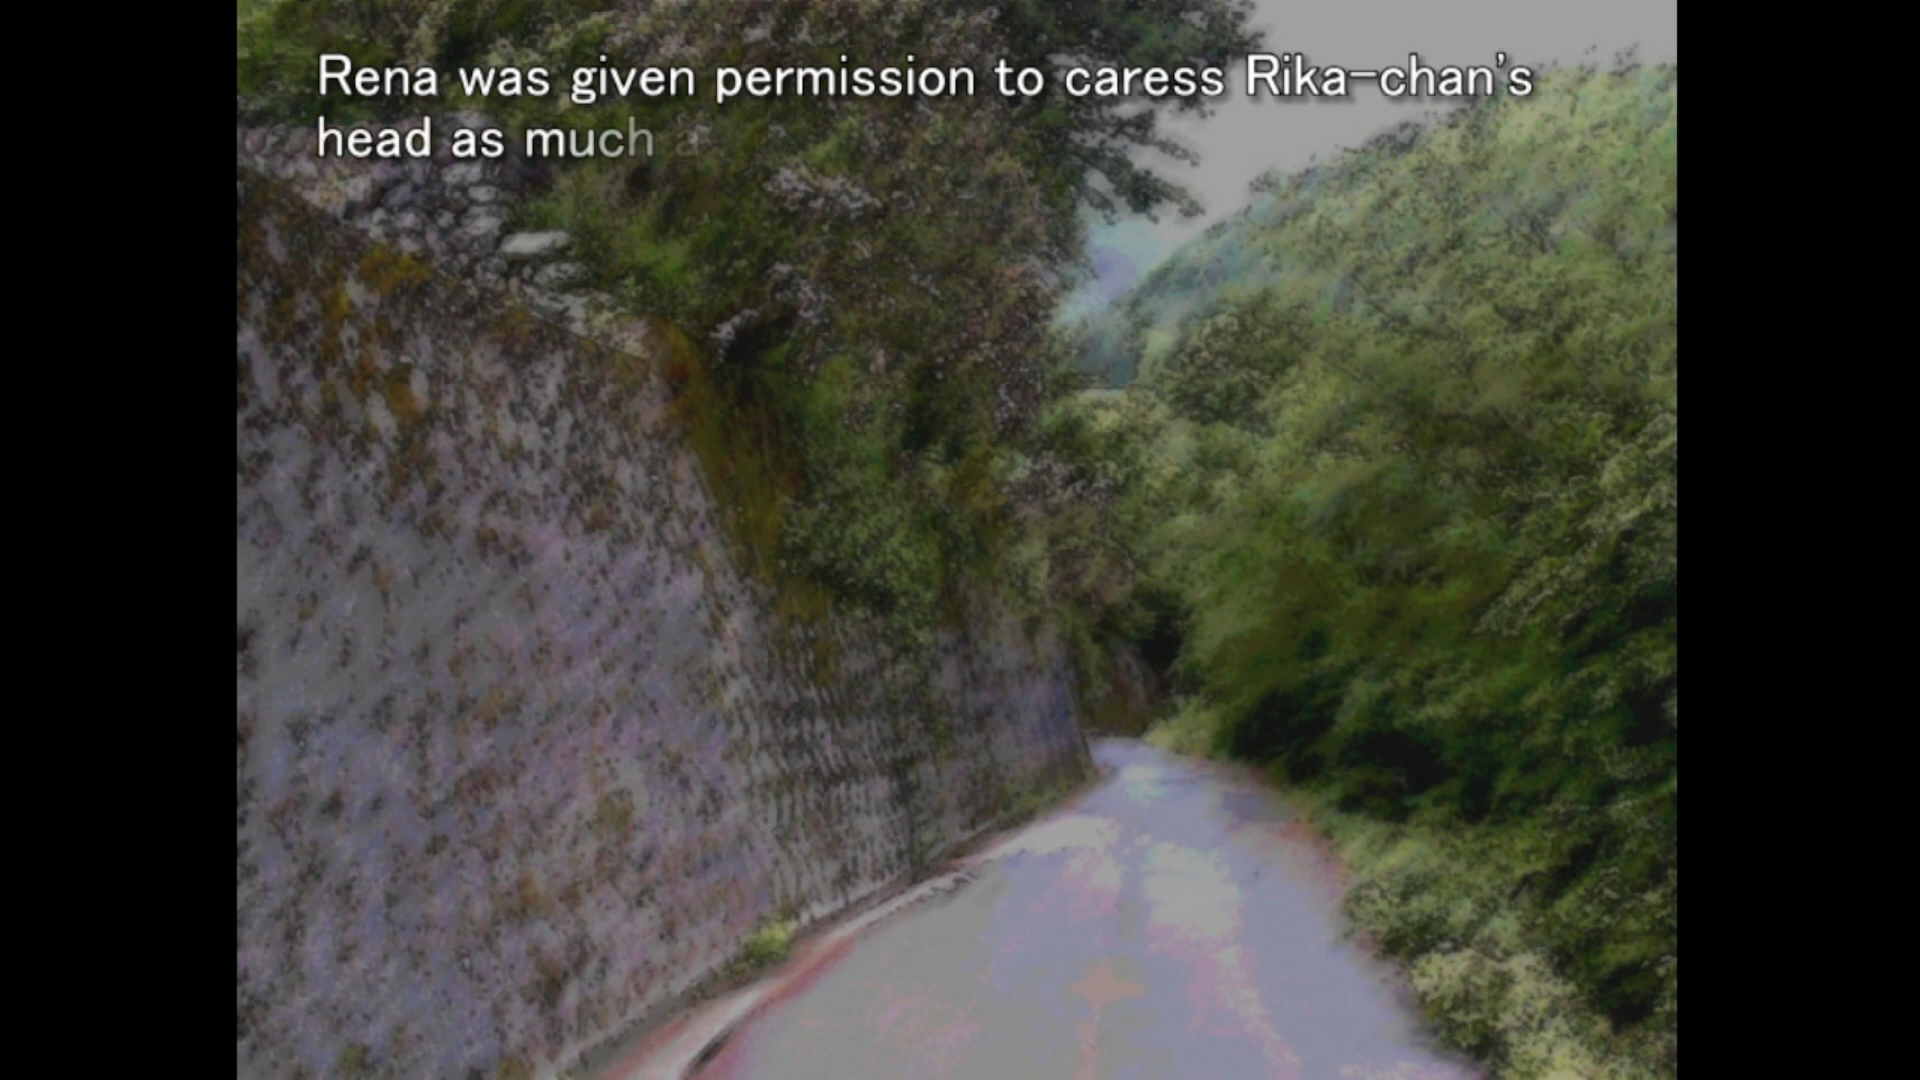 Rena was given permission to caress Rika-chan's
head as much a